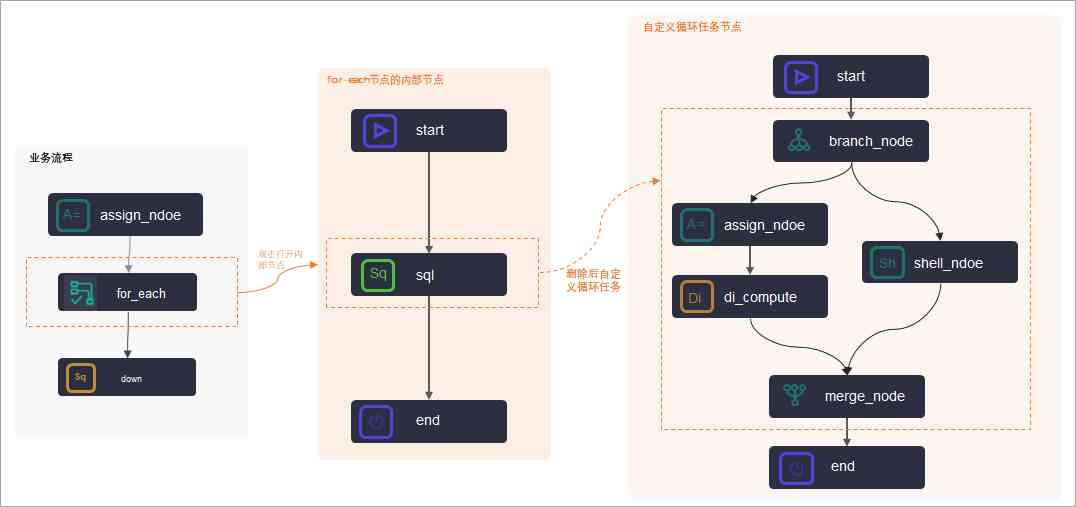 业务流程
A=
assign_ndoe
for_each
Sq
down
双击打开内
部节点
for-each节点的内部节点
start
Sq
sql
end
删除后自定
义循环任务
自定义循环任务节点
start
branch_node
A=
assign_ndoe
Sh
shell_ndoe
Di
di_compute
merge_node
end